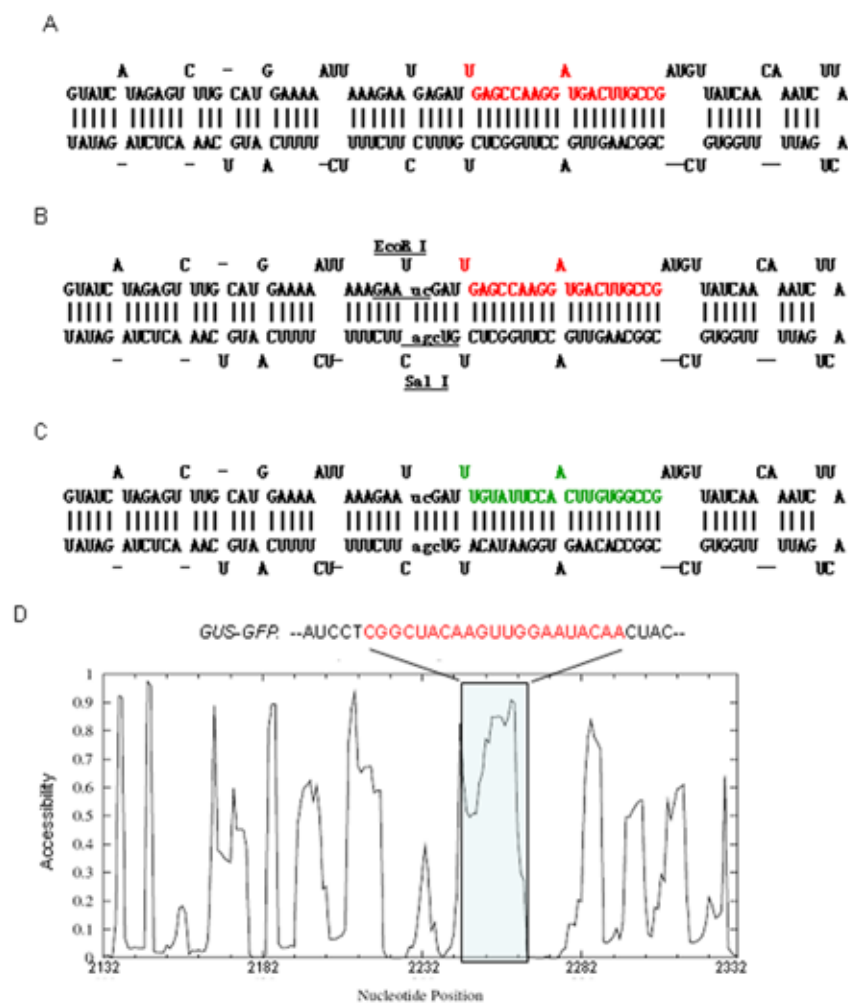 A
A C - G AUU U U A AUGU CA UU
GUAUC UAGAGU UUG CAU GAAAA AAAGAA GAGAU GAGCCAAGG UGACUUGCCG UAUCAA AAUC A
UAUAG AUCUCA AAC GUA CUUUU UUUCUU CUUUG CUCGGUUCC GUUGAACGGC GUGGUU UUAG A
- - U A -CU C U A --CU -- UC
B
EcoR I
A C - G AUU U U A AUGU CA UU
GUAUC UAGAGU UUG CAU GAAAA AAAGAA ucGAU GAGCCAAGG UGACUUGCCG UAUCAA AAUC A
UAUAG AUCUCA AAC GUA CUUUU UUUCUU agcUG CUCGGUUCC GUUGAACGGC GUGGUU UUAG A
- - U A CU- C U A --CU -- UC
Sal I
C
A C - G AUU U U A AUGU CA UU
GUAUC UAGAGU UUG CAU GAAAA AAAGAA ucGAU UGUAUUCCA CUUGUGGCCG UAUCAA AAUC A
UAUAG AUCUCA AAC GUA CUUUU UUUCUU agcUG ACAUAAGGU GAACACCGGC GUGGUU UUAG A
- - U A CU- C U A --CU -- UC
D
GUS-GFP: --AUCCTCGGCUACAAGUUGGAAUACAACUAC--
1
0.9
0.8
0.7
0.6
0.5
0.4
0.3
0.2
0.1
0
Accessibility
2132 2182 2232 2282 2332
Nucleotide Position